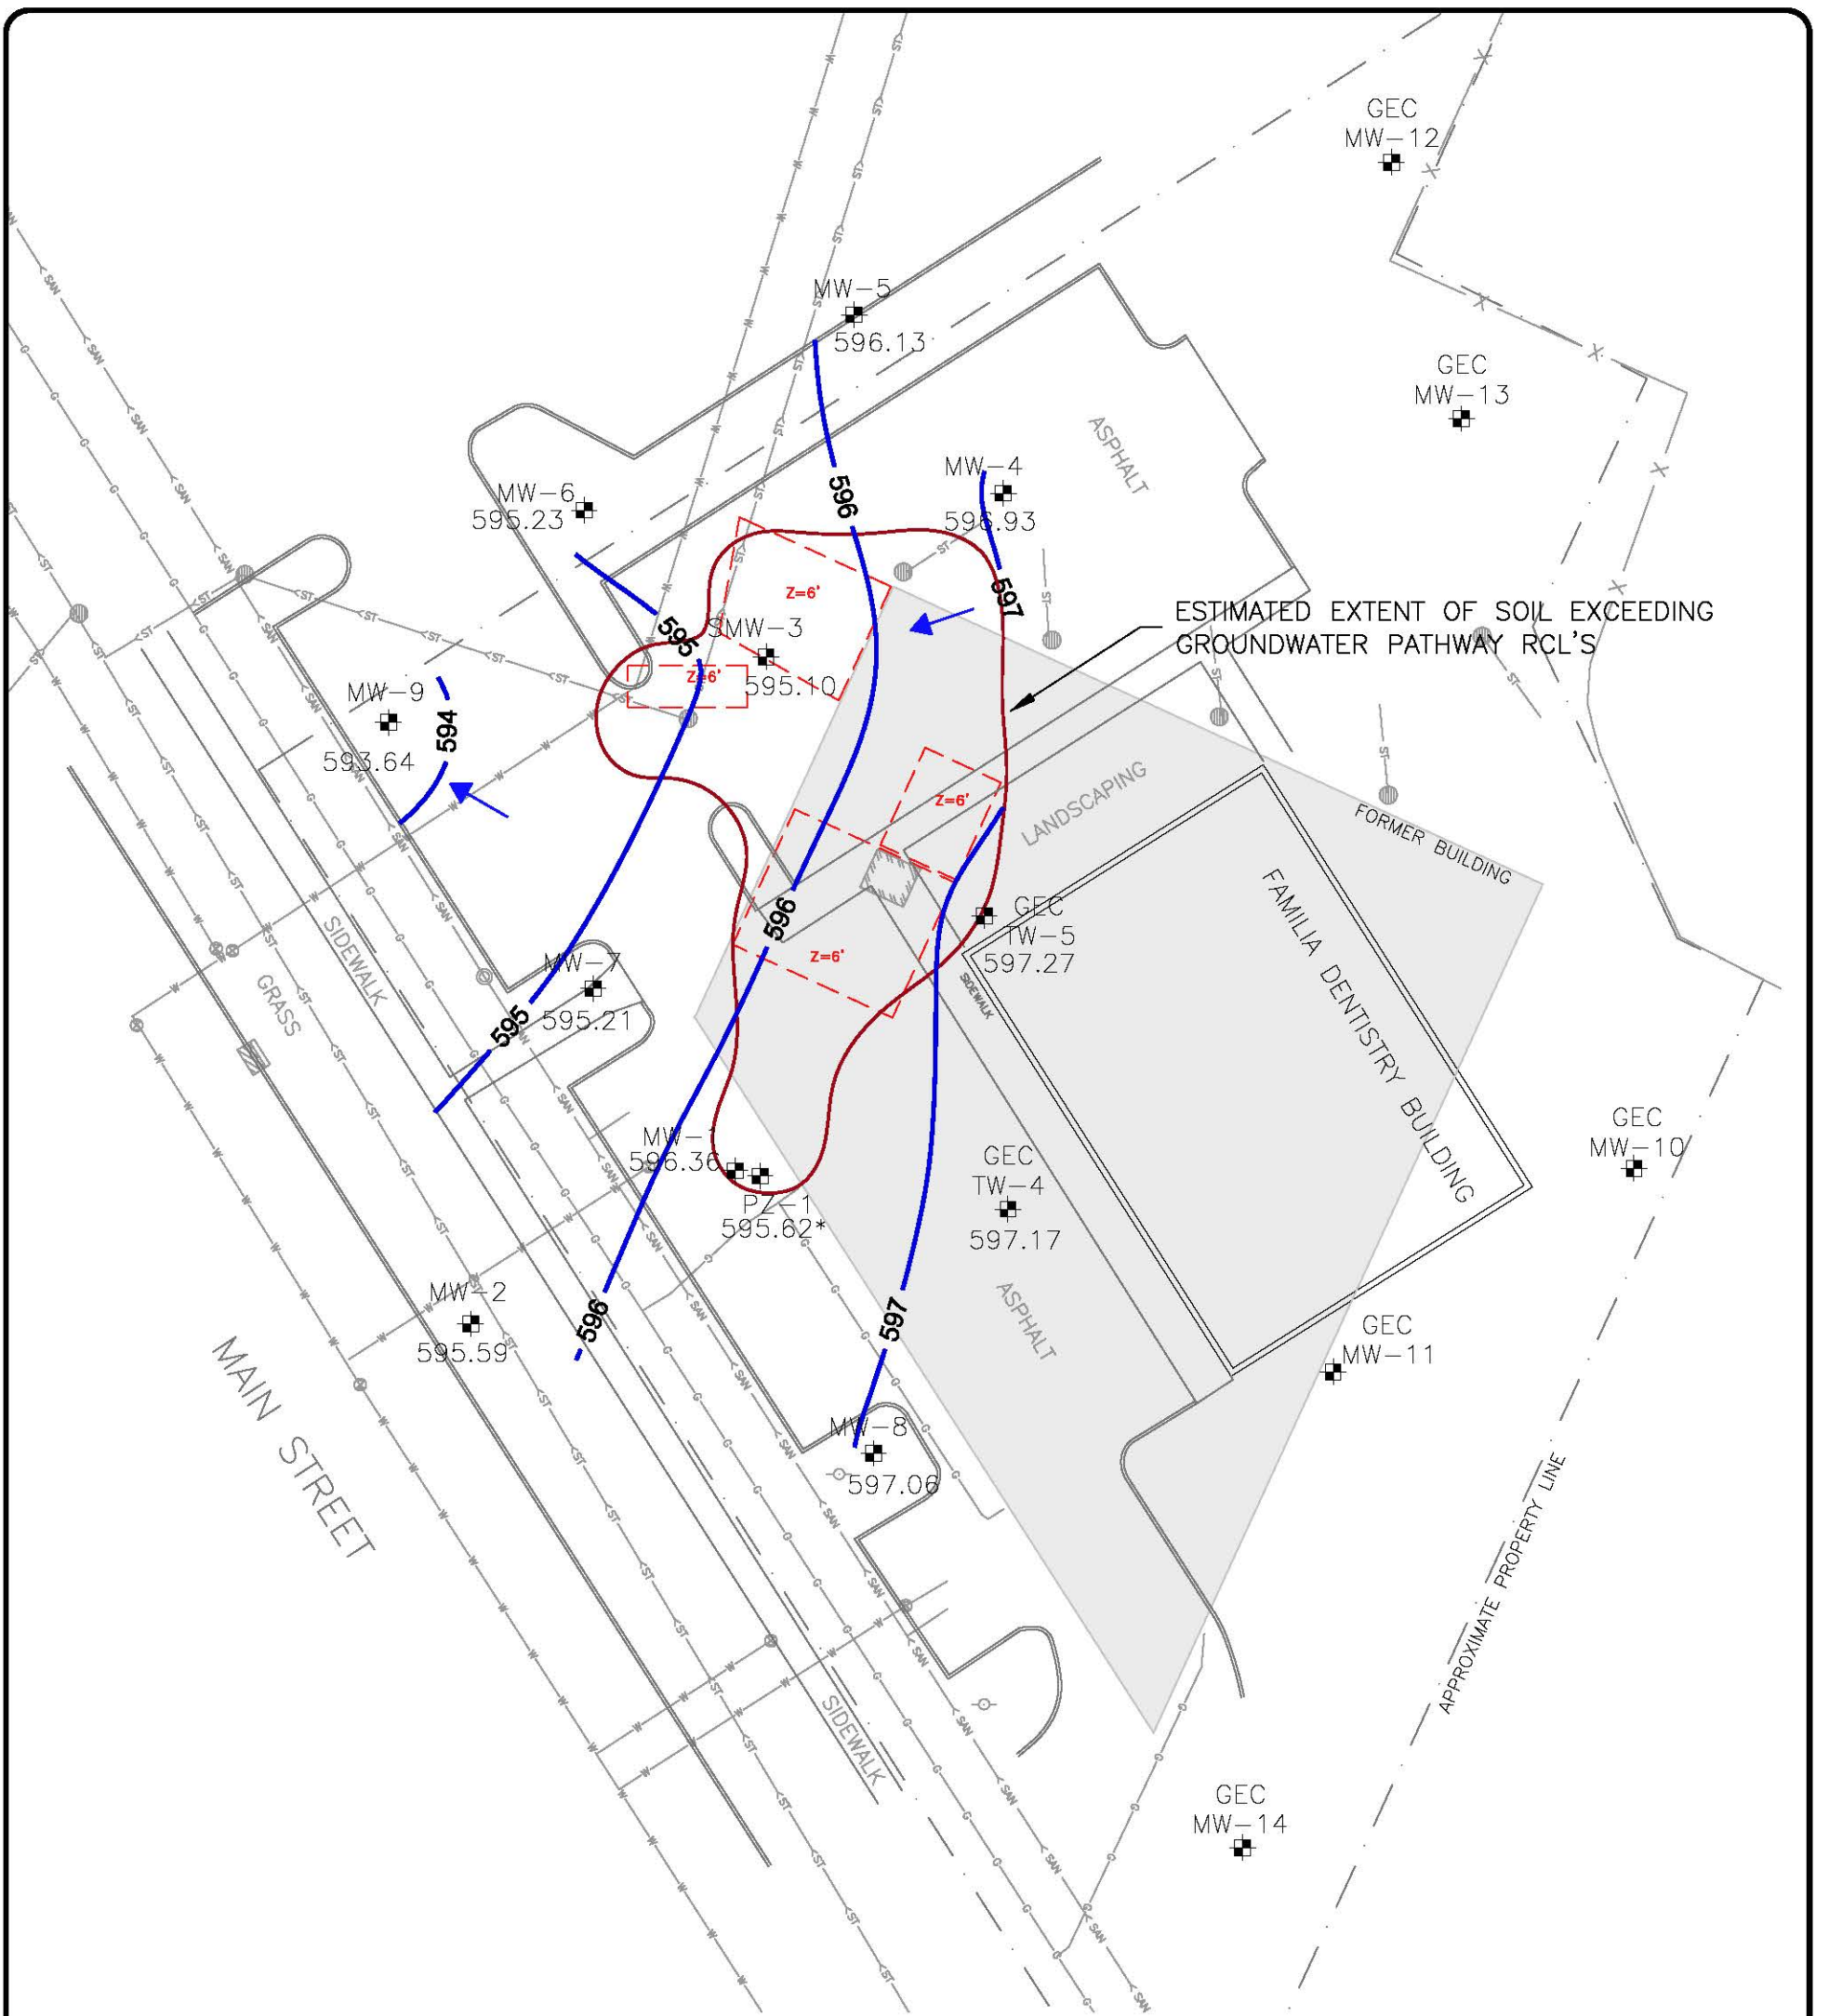 GEC
MW-12
MW-5
596.13
GEC
MW-13
ASPHALT
MW-4
596.93
596
MW-6
595.23
597
Z=6'
ESTIMATED EXTENT OF SOIL EXCEEDING
GROUNDWATER PATHWAY RCL'S
595
SMW-3
595.10
Z=6'
MW-9
593.64
594
Z=6'
LANDSCAPING
FORMER BUILDING
FAMILIA DENTISTRY BUILDING
GEC
TW-5
597.27
596
Z=6'
SIDEWALK
SIDEWALK
GRASS
MW-7
595.21
595
MW-1
596.36
PZ-1
595.62*
GEC
TW-4
597.17
GEC
MW-10
MW-2
595.59
596
597
ASPHALT
GEC
MW-11
MAIN STREET
MW-8
597.06
APPROXIMATE PROPERTY LINE
SIDEWALK
GEC
MW-14